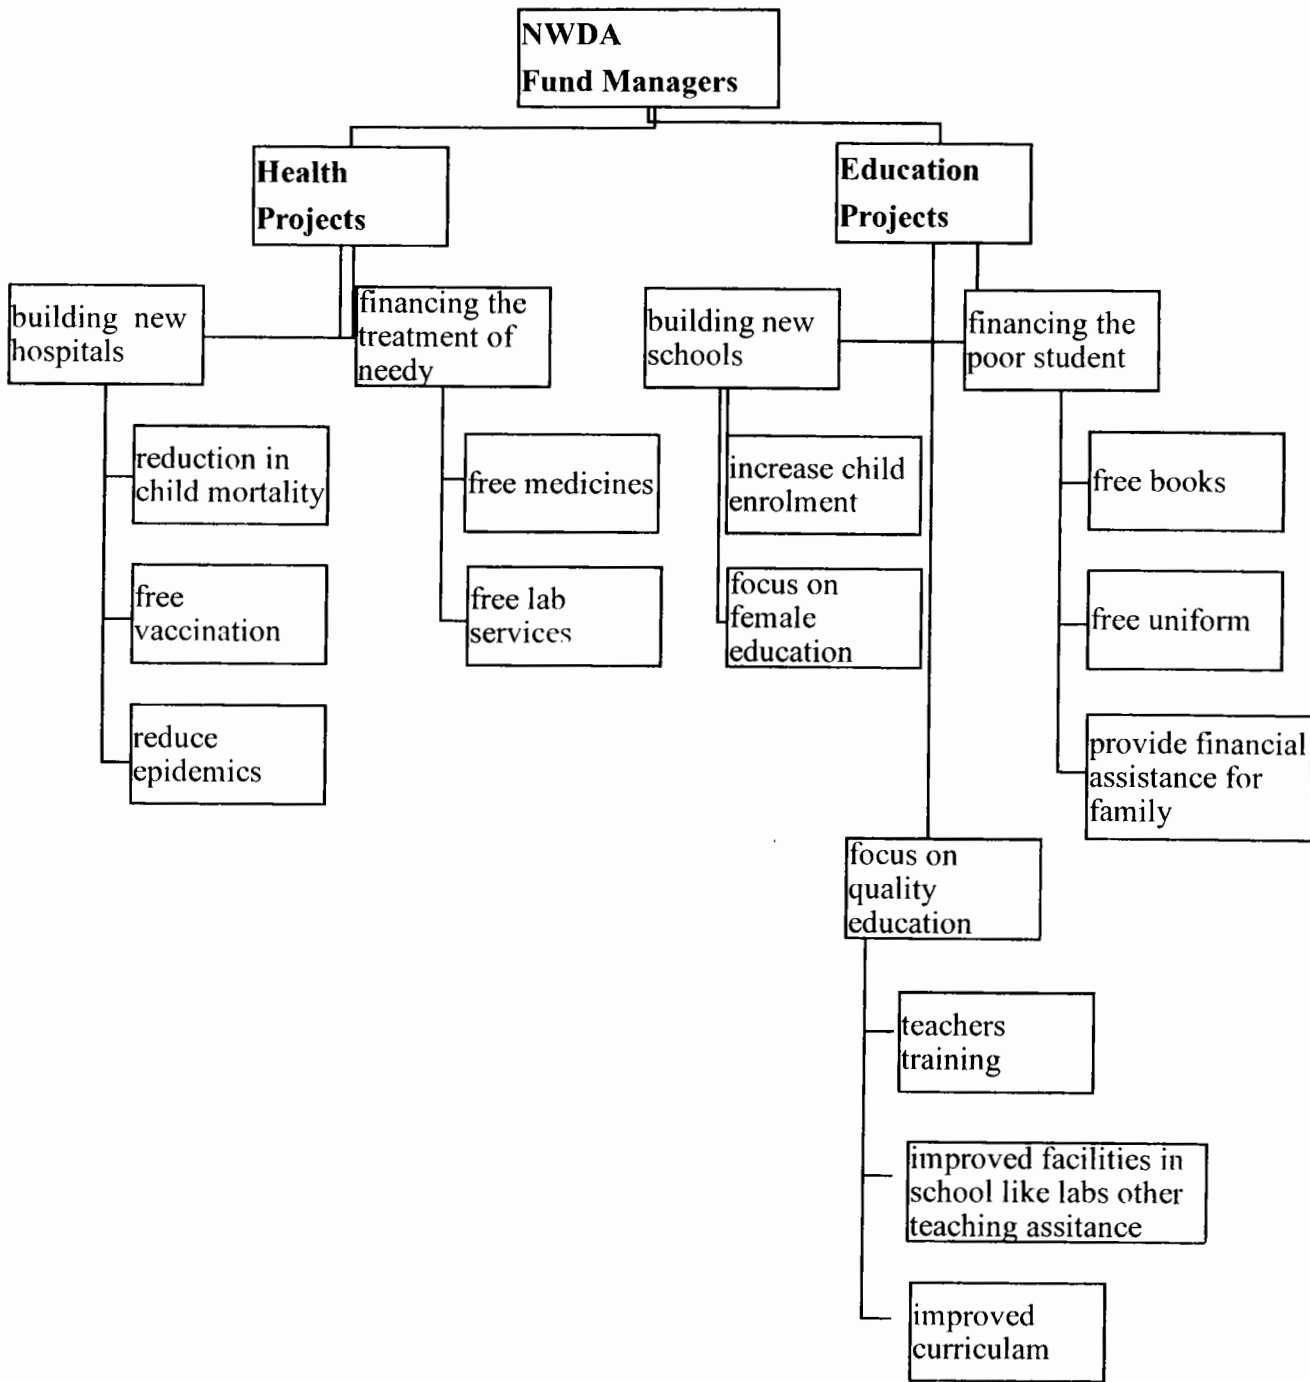 NWDA
Fund Managers
Health
Projects
Education
Projects
building new
hospitals
financing the
treatment of
needy
building new
schools
financing the
poor student
reduction in
child mortality
free medicines
increase child
enrolment
free books
free
vaccination
free lab
services
focus on
female
education
free uniform
reduce
epidemics
provide financial
assistance for
family
focus on
quality
education
teachers
training
improved facilities in
school like labs other
teaching assitance
improved
curriculam